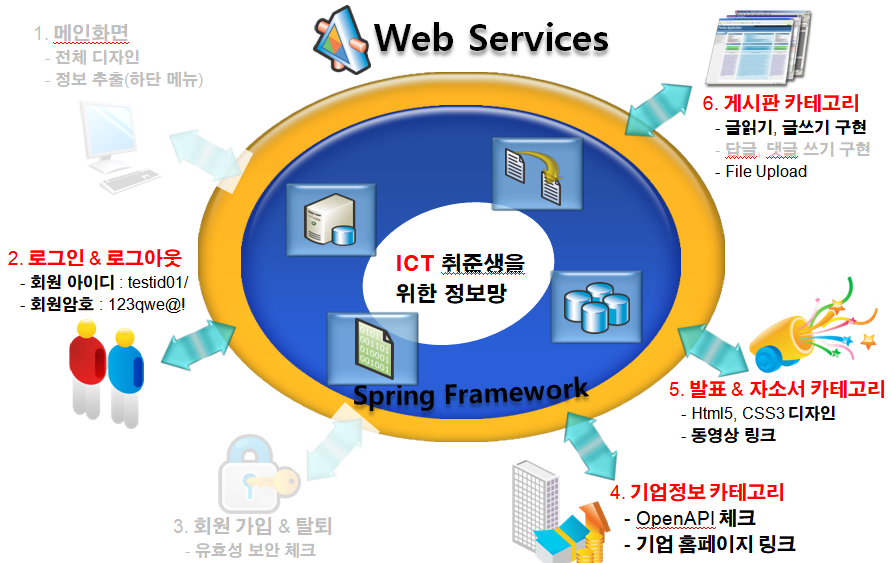 Web Services
1. 메인화면
- 전체 디자인
- 정보 추출(하단 메뉴)
2. 로그인 & 로그아웃
- 회원 아이디 : testid01/
- 회원암호 : 123qwe@!
3. 회원 가입 & 탈퇴
- 유효성 보안 체크
4. 기업정보 카테고리
- OpenAPI 체크
- 기업 홈페이지 링크
5. 발표 & 자소서 카테고리
- Html5, CSS3 디자인
- 동영상 링크
6. 게시판 카테고리
- 글읽기, 글쓰기 구현
- 답글, 댓글 쓰기 구현
- File Upload
ICT 취준생을
위한 정보망
Spring Framework